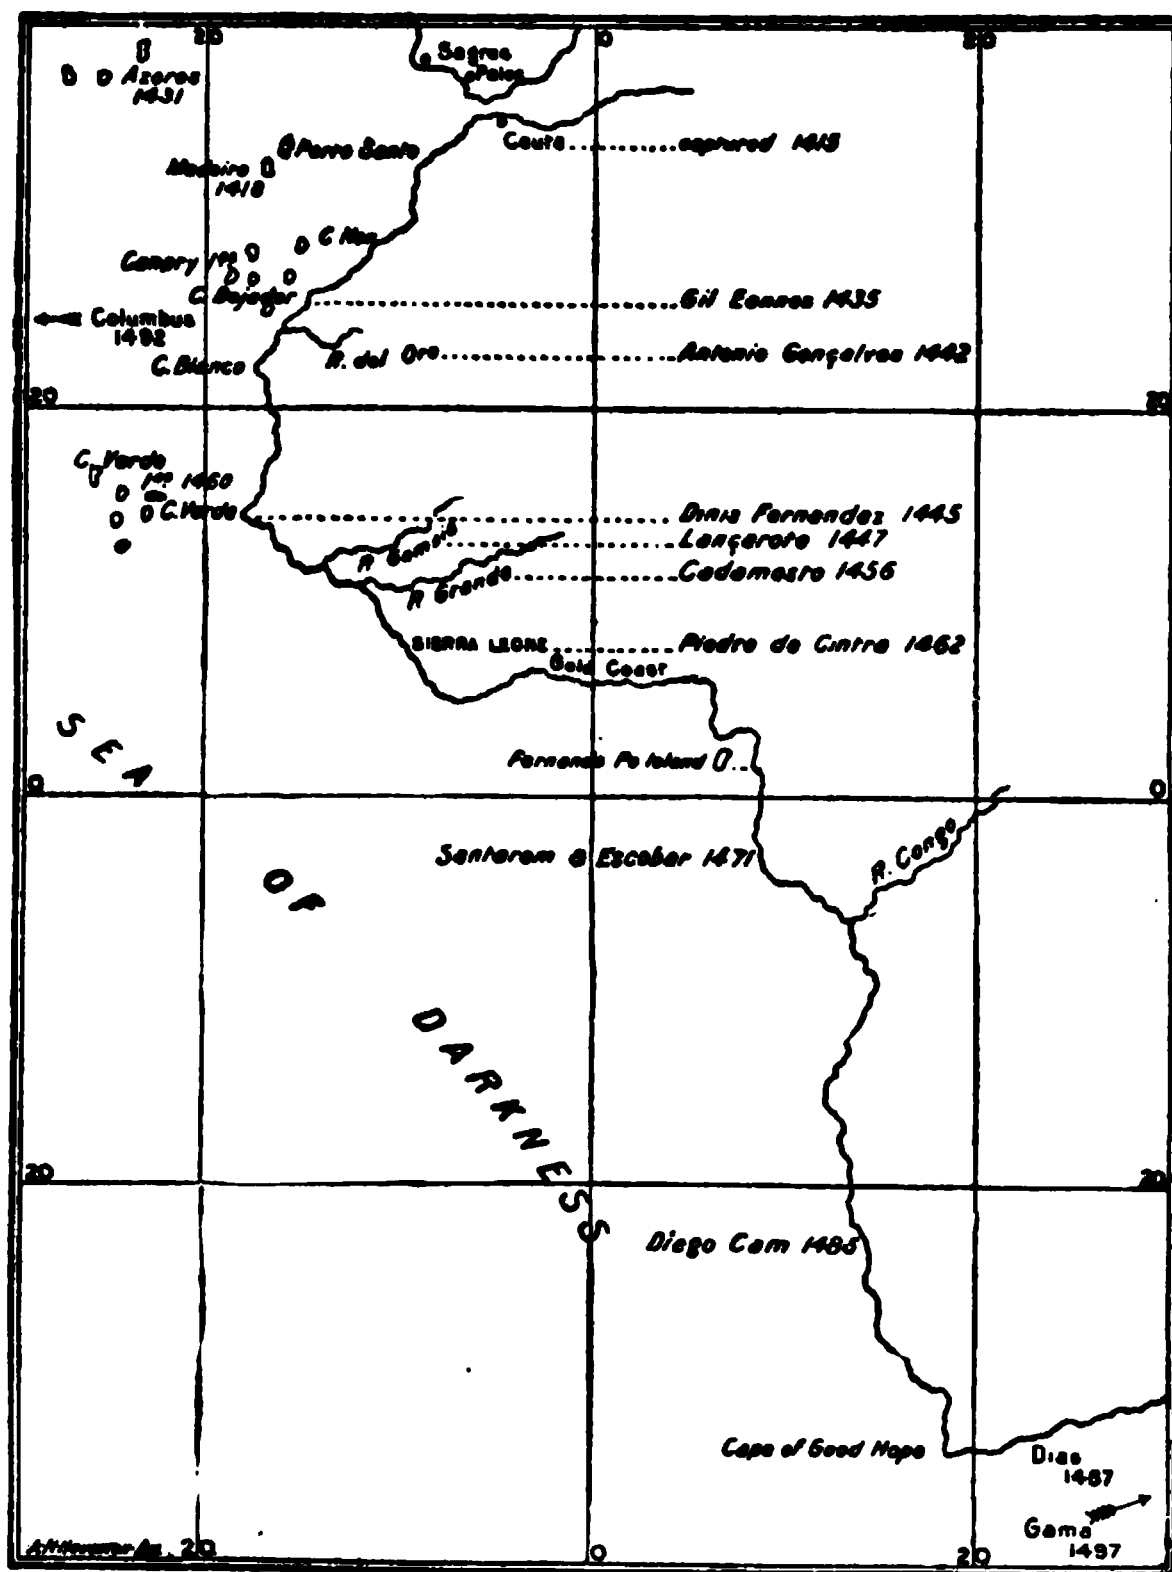 20
0
20
Sagres
Palos
Azores
1431
Ceuta
captured 1415
Porto Santo
Madeira
1418
C Non
Canary Iˢ
C. Bojador
Gil Eannes 1435
Columbus
1492
R. del Oro
Antonio Gonçalves 1442
C. Blanco
20
20
C. Verde
Iˢ 1460
C. Verde
Diniz Fernandez 1445
R Gambia
Lançarote 1447
R Grande
Cadamosto 1456
SIERRA LEONE
Piedro de Cintra 1462
Gold Coast
Fernando Po Island
SEA
0
0
R. Congo
Santarem & Escobar 1471
OF
DARKNESS
20
20
Diego Cam 1485
Cape of Good Hope
Dias
1487
Gama
1497
20
0
20